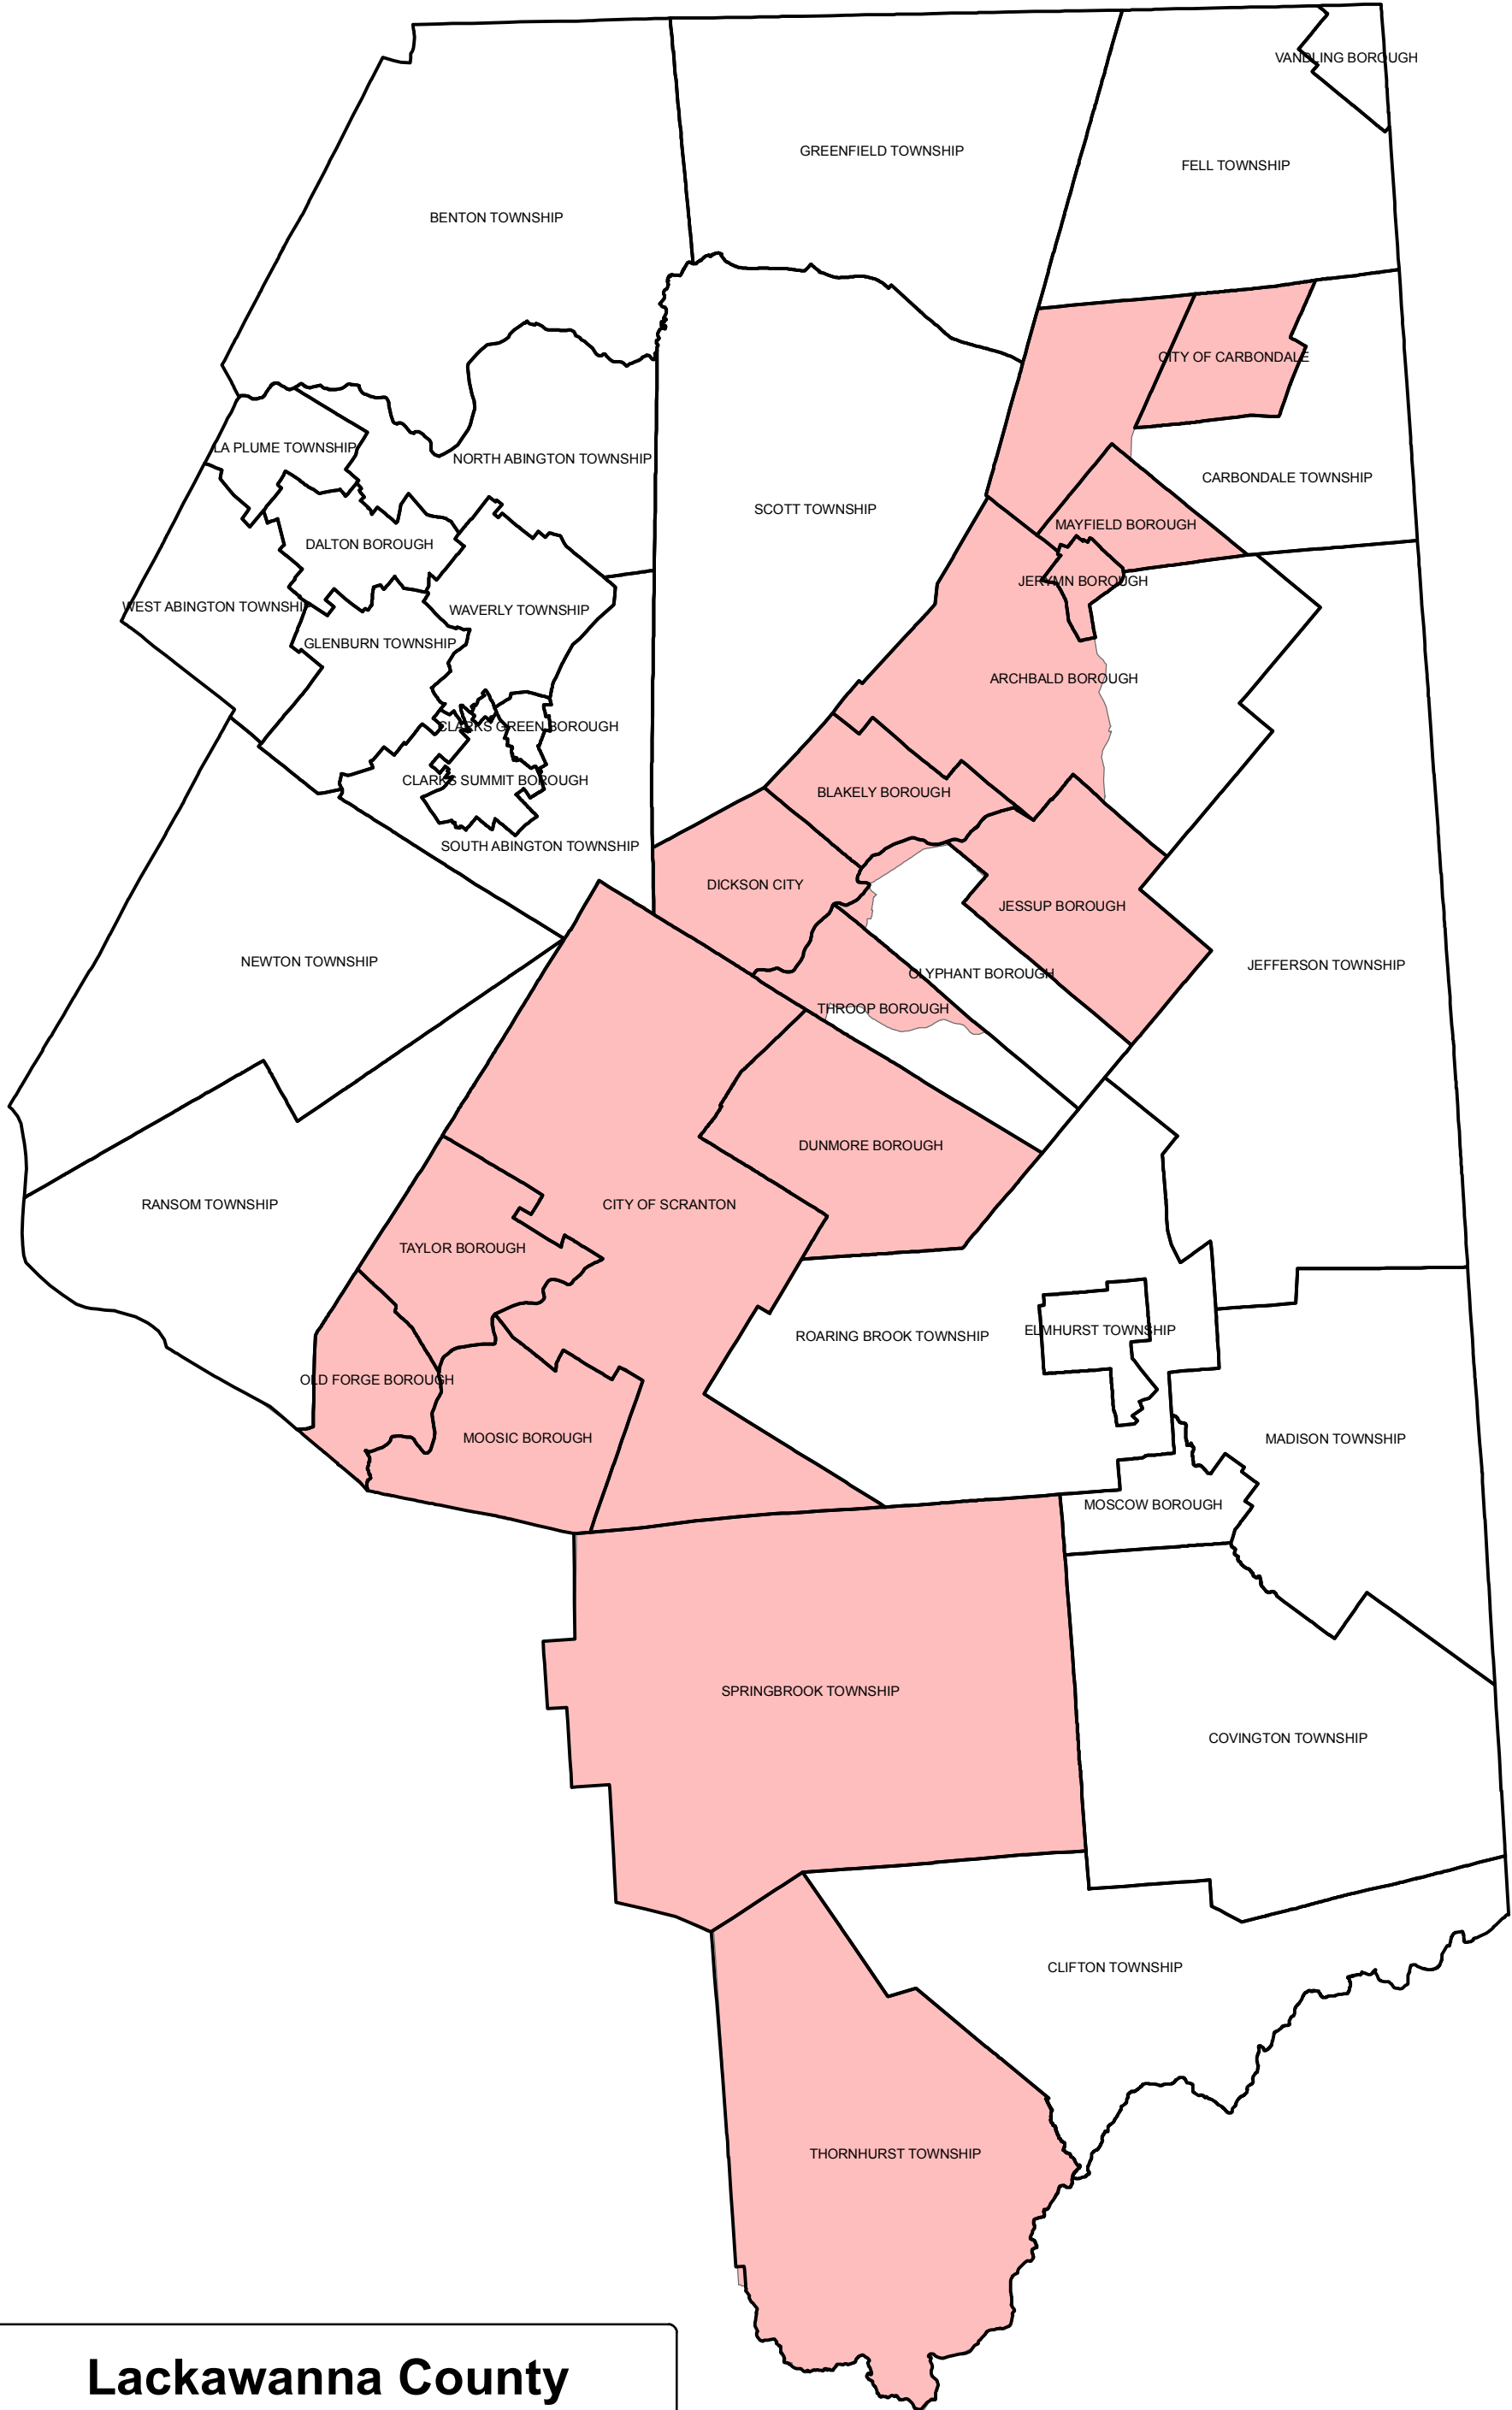 VANDLING BOROUGH
GREENFIELD TOWNSHIP
FELL TOWNSHIP
BENTON TOWNSHIP
CITY OF CARBONDALE
LA PLUME TOWNSHIP
NORTH ABINGTON TOWNSHIP
CARBONDALE TOWNSHIP
SCOTT TOWNSHIP
MAYFIELD BOROUGH
DALTON BOROUGH
JERYMN BOROUGH
WEST ABINGTON TOWNSHIP
WAVERLY TOWNSHIP
GLENBURN TOWNSHIP
ARCHBALD BOROUGH
CLARKS GREEN BOROUGH
CLARKS SUMMIT BOROUGH
BLAKELY BOROUGH
SOUTH ABINGTON TOWNSHIP
DICKSON CITY
JESSUP BOROUGH
NEWTON TOWNSHIP
JEFFERSON TOWNSHIP
OLYPHANT BOROUGH
THROOP BOROUGH
DUNMORE BOROUGH
RANSOM TOWNSHIP
CITY OF SCRANTON
TAYLOR BOROUGH
ELMHURST TOWNSHIP
ROARING BROOK TOWNSHIP
OLD FORGE BOROUGH
MOOSIC BOROUGH
MADISON TOWNSHIP
MOSCOW BOROUGH
SPRINGBROOK TOWNSHIP
COVINGTON TOWNSHIP
CLIFTON TOWNSHIP
THORNHURST TOWNSHIP
Lackawanna County